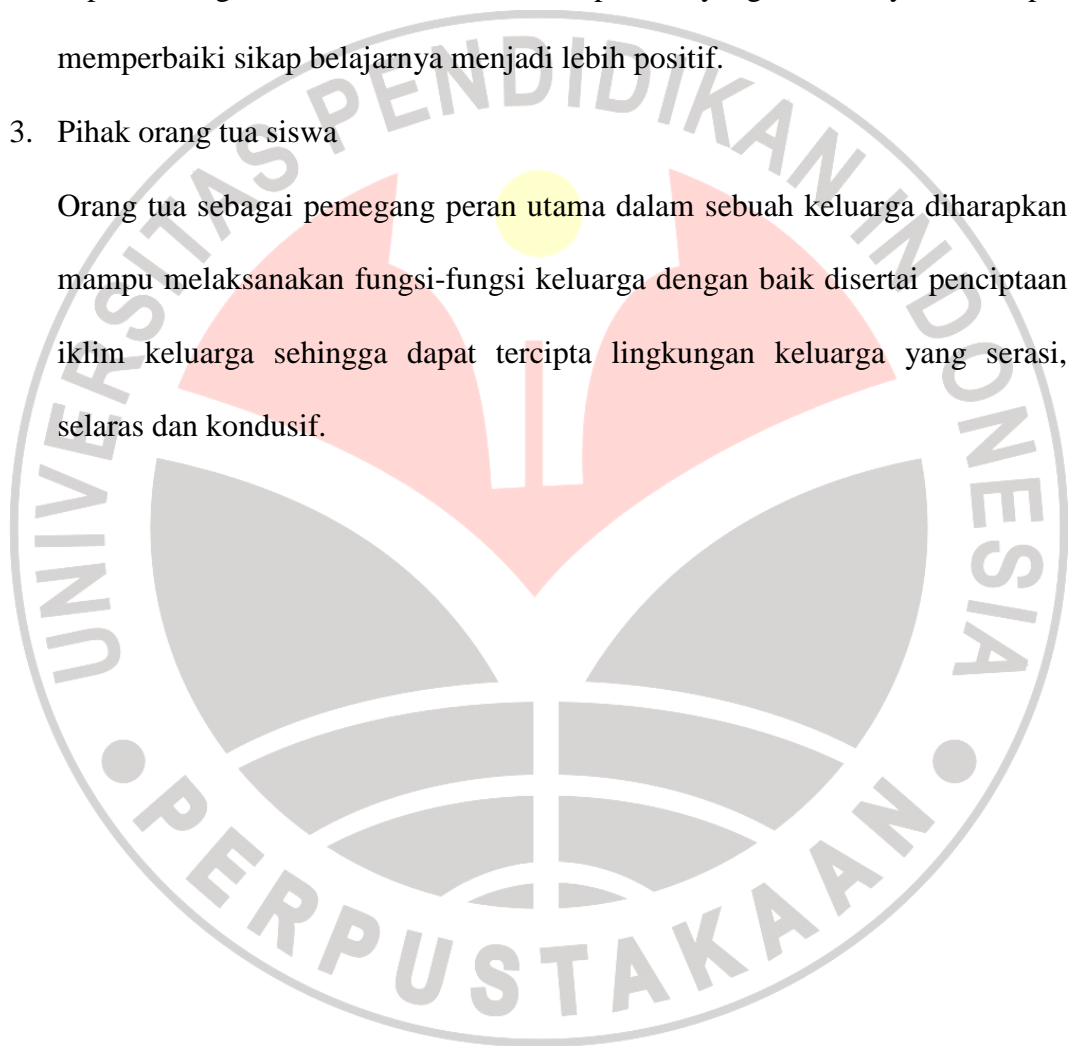 memperbaiki sikap belajarnya menjadi lebih positif.
3. Pihak orang tua siswa
Orang tua sebagai pemegang peran utama dalam sebuah keluarga diharapkan
mampu melaksanakan fungsi-fungsi keluarga dengan baik disertai penciptaan
iklim keluarga sehingga dapat tercipta lingkungan keluarga yang serasi,
selaras dan kondusif.
UNIVERSITAS PENDIDIKAN INDONESIA
PERPUSTAKAAN